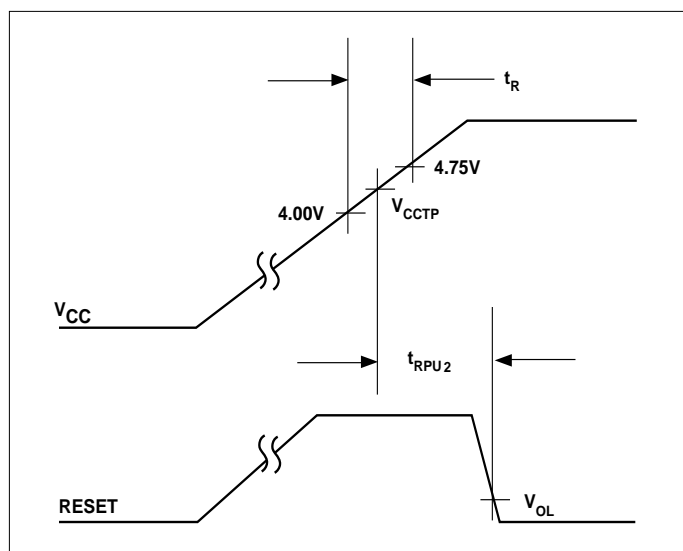 t_R
4.75V
V_CCTP
4.00V
V_CC
t_RPU2
RESET
V_OL